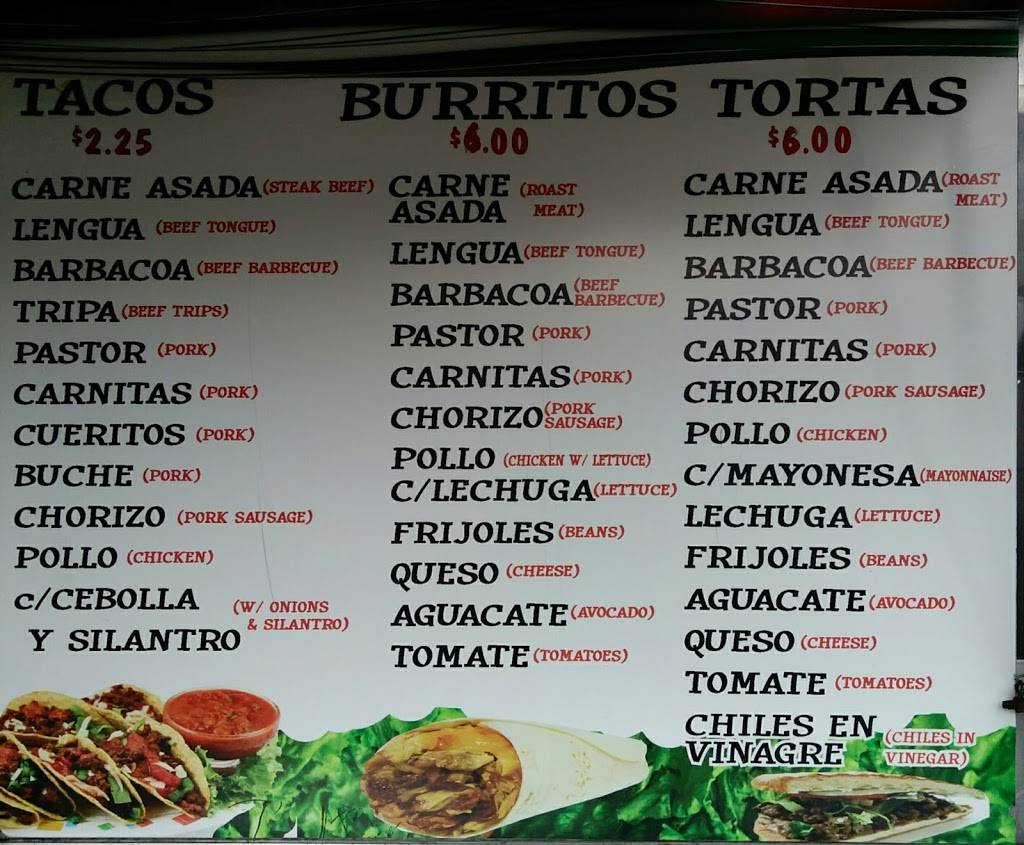 TACOS
$2.25
CARNE ASADA (STEAK BEEF)
LENGUA (BEEF TONGUE)
BARBACOA (BEEF BARBECUE)
TRIPA (BEEF TRIPS)
PASTOR (PORK)
CARNITAS (PORK)
CUERITOS (PORK)
BUCHE (PORK)
CHORIZO (PORK SAUSAGE)
POLLO (CHICKEN)
C/CEBOLLA (W/ ONIONS
Y SILANTRO & SILANTRO)
BURRITOS
$6.00
CARNE (ROAST
ASADA MEAT)
LENGUA (BEEF TONGUE)
BARBACOA (BEEF
BARBECUE)
PASTOR (PORK)
CARNITAS (PORK)
CHORIZO (PORK
SAUSAGE)
POLLO (CHICKEN W/ LETTUCE)
C/LECHUGA (LETTUCE)
FRIJOLES (BEANS)
QUESO (CHEESE)
AGUACATE (AVOCADO)
TOMATE (TOMATOES)
TORTAS
$6.00
CARNE ASADA (ROAST
MEAT)
LENGUA (BEEF TONGUE)
BARBACOA (BEEF BARBECUE)
PASTOR (PORK)
CARNITAS (PORK)
CHORIZO (PORK SAUSAGE)
POLLO (CHICKEN)
C/MAYONESA (MAYONNAISE)
LECHUGA (LETTUCE)
FRIJOLES (BEANS)
AGUACATE (AVOCADO)
QUESO (CHEESE)
TOMATE (TOMATOES)
CHILES EN (CHILES IN
VINAGRE VINEGAR)